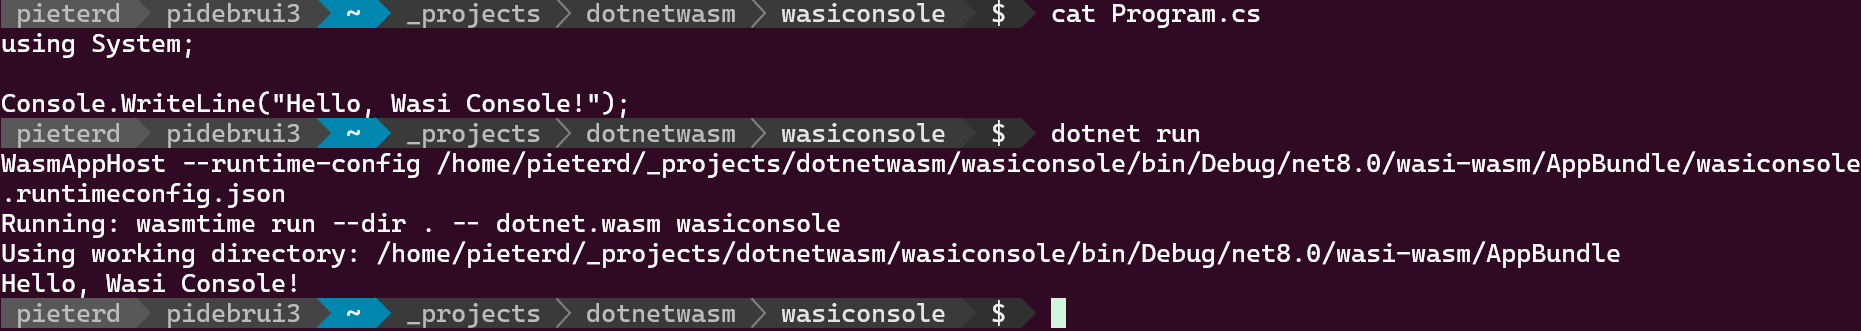 pieterd pidebrui3 ~ _projects dotnetwasm wasiconsole $ cat Program.cs
using System;
Console.WriteLine("Hello, Wasi Console!");
pieterd pidebrui3 ~ _projects dotnetwasm wasiconsole $ dotnet run
WasmAppHost --runtime-config /home/pieterd/_projects/dotnetwasm/wasiconsole/bin/Debug/net8.0/wasi-wasm/AppBundle/wasiconsole
.runtimeconfig.json
Running: wasmtime run --dir . -- dotnet.wasm wasiconsole
Using working directory: /home/pieterd/_projects/dotnetwasm/wasiconsole/bin/Debug/net8.0/wasi-wasm/AppBundle
Hello, Wasi Console!
pieterd pidebrui3 ~ _projects dotnetwasm wasiconsole $